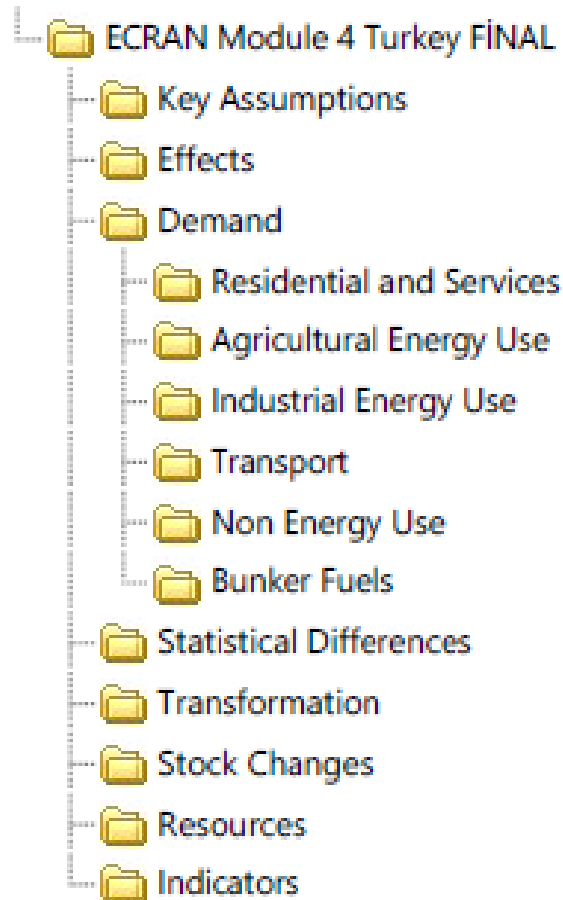 ECRAN Module 4 Turkey FİNAL
Key Assumptions
Effects
Demand
Residential and Services
Agricultural Energy Use
Industrial Energy Use
Transport
Non Energy Use
Bunker Fuels
Statistical Differences
Transformation
Stock Changes
Resources
Indicators